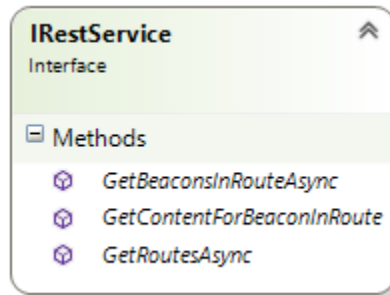 IRestService
Interface
Methods
GetBeaconsInRouteAsync
GetContentForBeaconInRoute
GetRoutesAsync